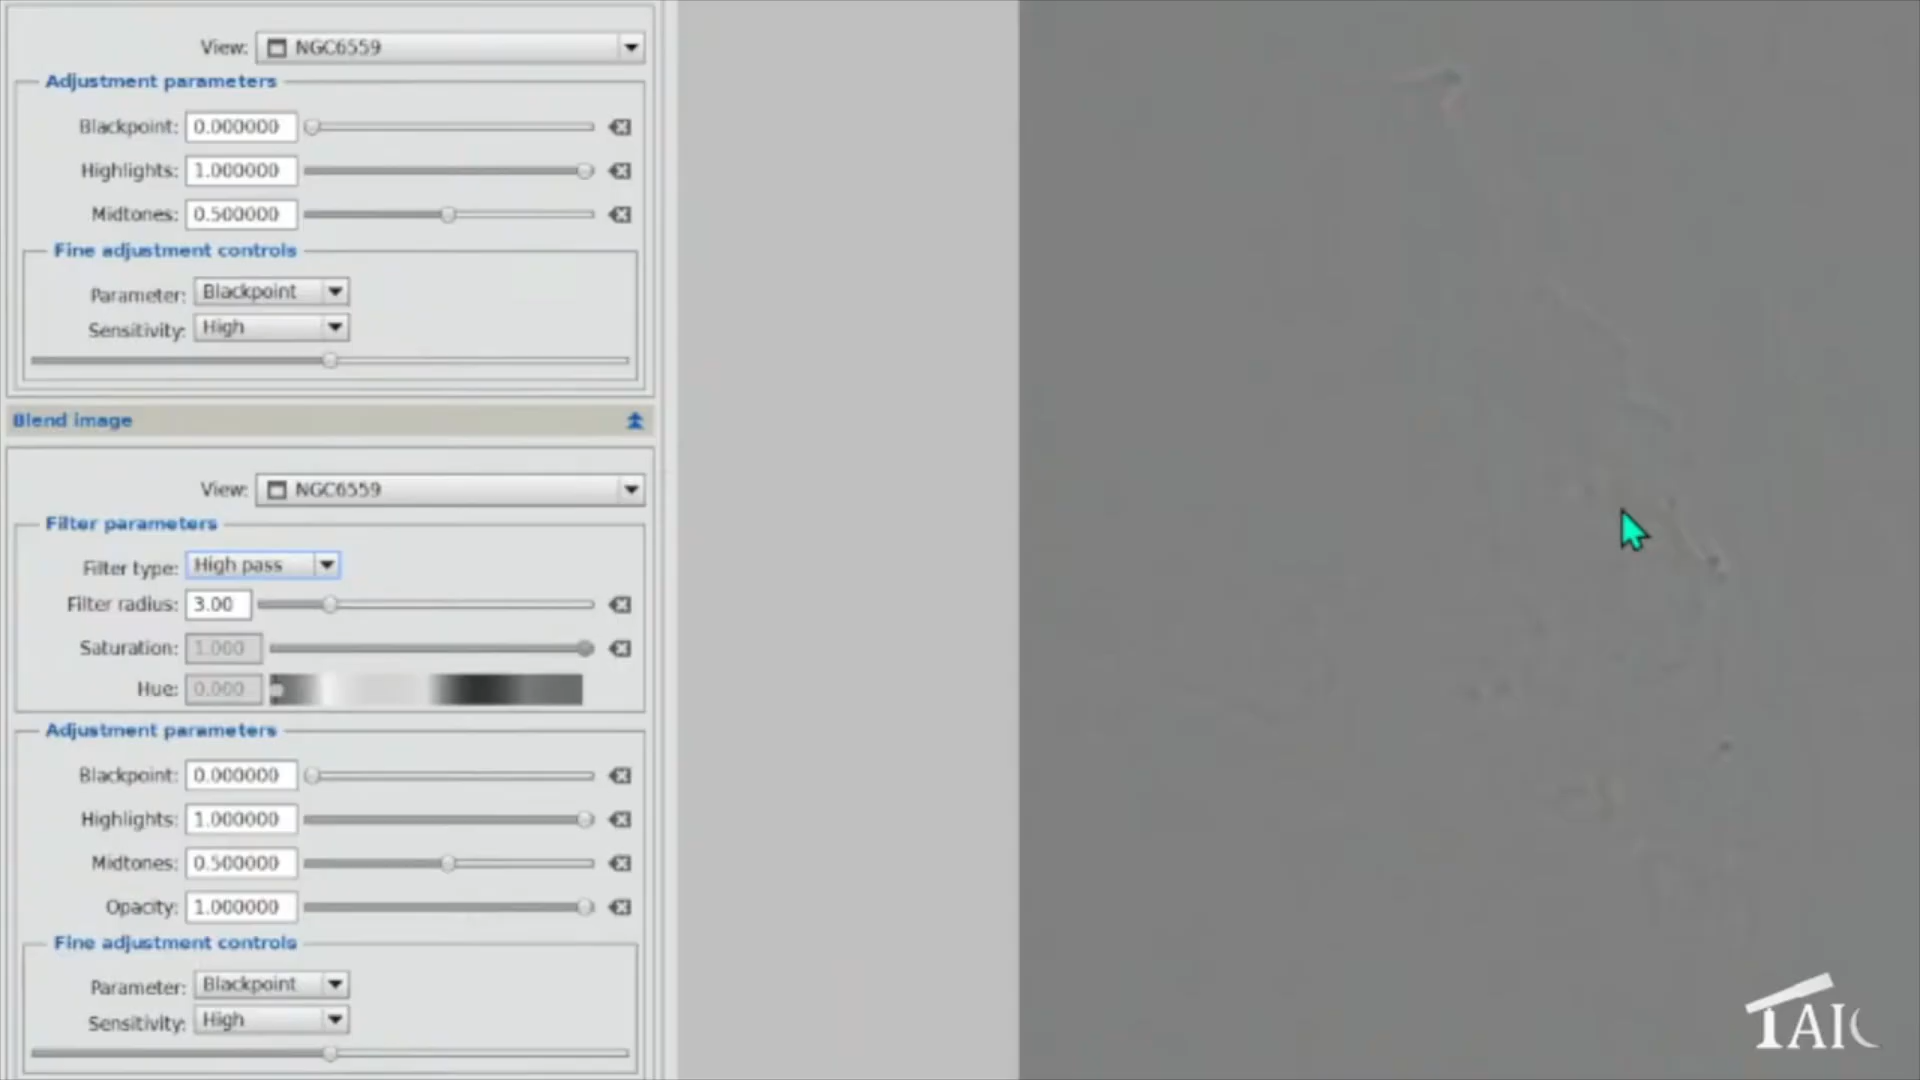 View: NGC6559
Adjustment parameters
Blackpoint: 0.000000
Highlights: 1.000000
Midtones: 0.500000
Fine adjustment controls
Parameter: Blackpoint
Sensitivity: High
Blend image
View: NGC6559
Filter parameters
Filter type: High pass
Filter radius: 3.00
Saturation: 1.000
Hue: 0.000
Adjustment parameters
Blackpoint: 0.000000
Highlights: 1.000000
Midtones: 0.500000
Opacity: 1.000000
Fine adjustment controls
Parameter: Blackpoint
Sensitivity: High
TAIC